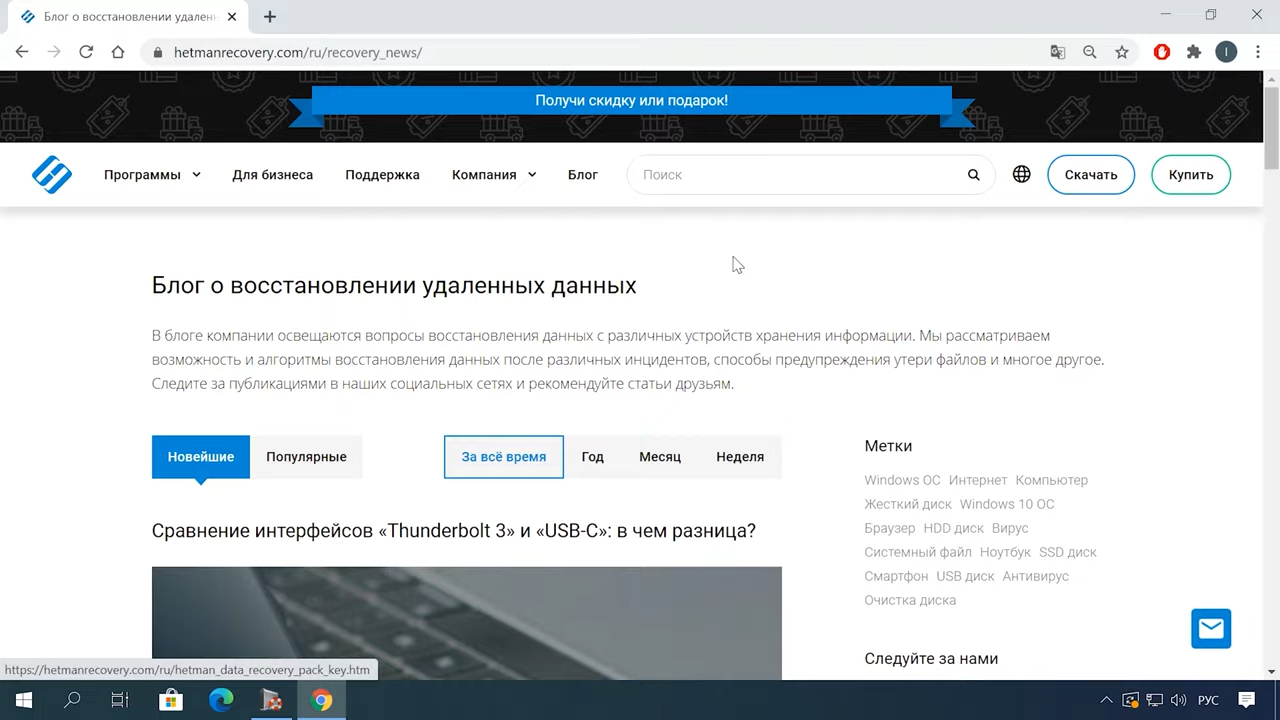 Блог о восстановлении удален
hetmanrecovery.com/ru/recovery_news/
I
Получи скидку или подарок!
Программы Для бизнеса Поддержка Компания Блог Поиск Скачать Купить
Блог о восстановлении удаленных данных
В блоге компании освещаются вопросы восстановления данных с различных устройств хранения информации. Мы рассматриваем
возможность и алгоритмы восстановления данных после различных инцидентов, способы предупреждения утери файлов и многое другое.
Следите за публикациями в наших социальных сетях и рекомендуйте статьи друзьям.
Новейшие Популярные За всё время Год Месяц Неделя
Сравнение интерфейсов «Thunderbolt 3» и «USB-C»: в чем разница?
Метки
Windows ОС Интернет Компьютер
Жесткий диск Windows 10 ОС
Браузер HDD диск Вирус
Системный файл Ноутбук SSD диск
Смартфон USB диск Антивирус
Очистка диска
Следуйте за нами
https://hetmanrecovery.com/ru/hetman_data_recovery_pack_key.htm
РУС